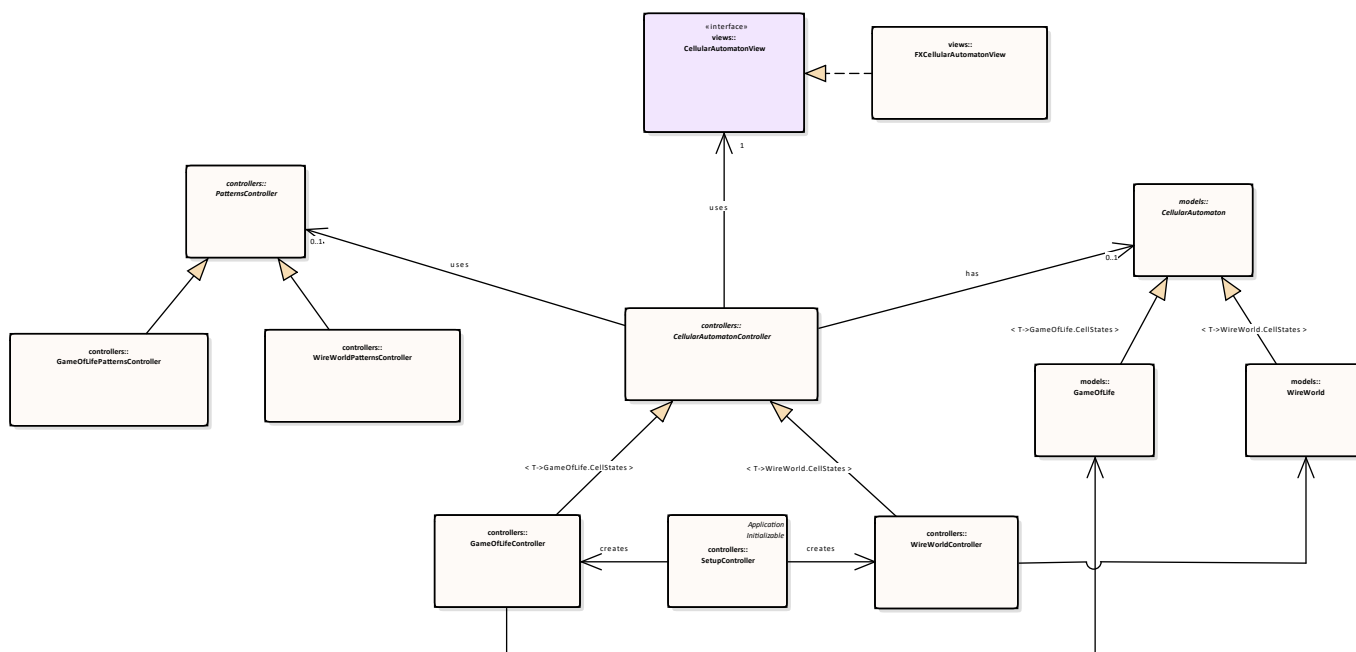 «interface»
views::
CellularAutomatonView
views::
FXCellularAutomatonView
1
controllers::
PatternsController
models::
CellularAutomaton
uses
0..1
uses
has
0..1
controllers::
CellularAutomatonController
< T->GameOfLife.CellStates >
< T->WireWorld.CellStates >
controllers::
GameOfLifePatternsController
controllers::
WireWorldPatternsController
models::
GameOfLife
models::
WireWorld
< T->GameOfLife.CellStates >
< T->WireWorld.CellStates >
controllers::
GameOfLifeController
creates
Application
Initializable
controllers::
SetupController
creates
controllers::
WireWorldController